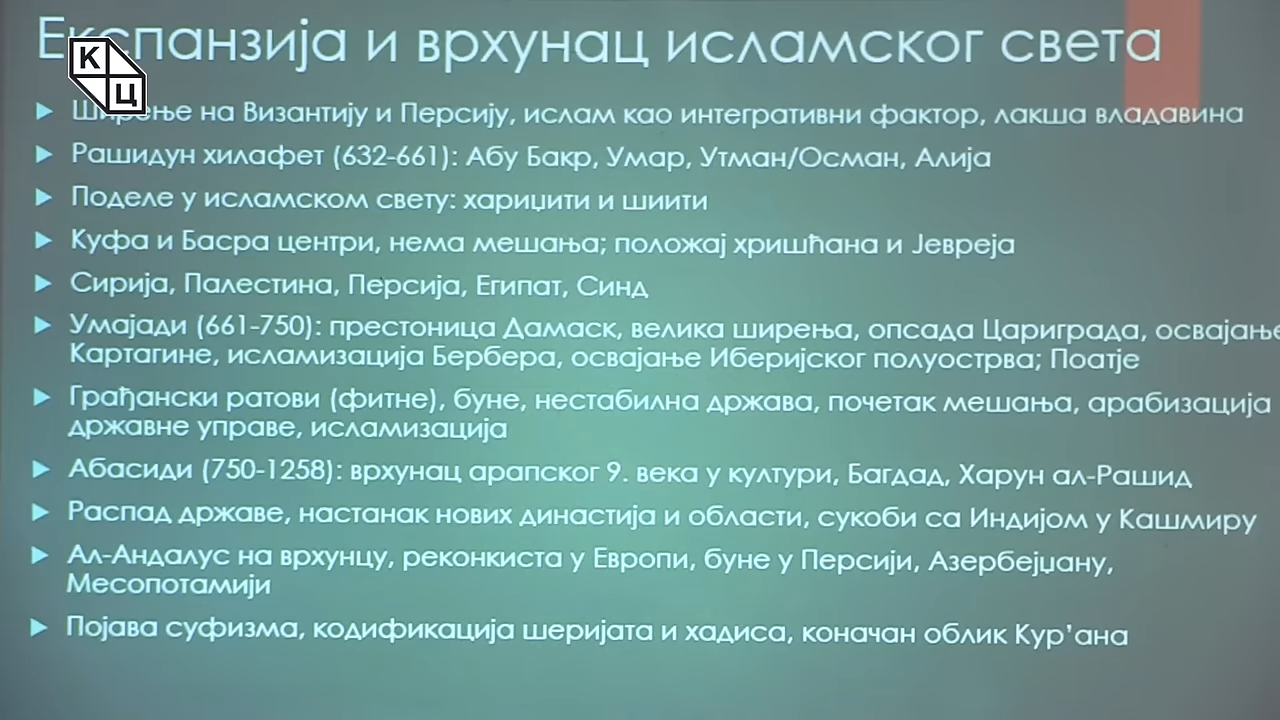 Експанзија и врхунац исламског света
К
Ц
Ширење на Византију и Персију, ислам као интегративни фактор, лакша владавина
Рашидун хилафет (632-661): Абу Бакр, Умар, Утман/Осман, Алија
Поделе у исламском свету: хариџити и шиити
Куфа и Басра центри, нема мешања; положај хришћана и Јевреја
Сирија, Палестина, Персија, Египат, Синд
Умајади (661-750): престоница Дамаск, велика ширења, опсада Цариграда, освајање
Картагине, исламизација Бербера, освајање Иберијског полуострва; Поатје
Грађански ратови (фитне), буне, нестабилна држава, почетак мешања, арабизација
државне управе, исламизација
Абасиди (750-1258): врхунац арапског 9. века у култури, Багдад, Харун ал-Рашид
Распад државе, настанак нових династија и области, сукоби са Индијом у Кашмиру
Ал-Андалус на врхунцу, реконкиста у Европи, буне у Персији, Азербејџану,
Месопотамији
Појава суфизма, кодификација шеријата и хадиса, коначан облик Кур’ана